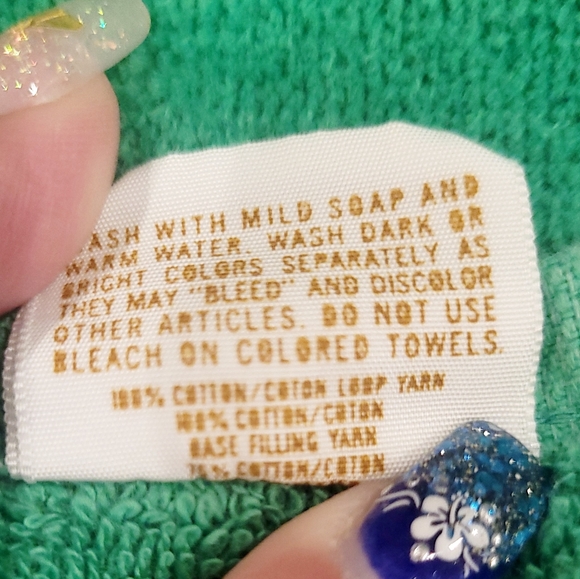 WASH WITH MILD SOAP AND
WARM WATER. WASH DARK OR
BRIGHT COLORS SEPARATELY AS
THEY MAY "BLEED" AND DISCOLOR
OTHER ARTICLES. DO NOT USE
BLEACH ON COLORED TOWELS.
100% COTTON/COTON LOOP YARN
100% COTTON/COTON
BASE FILLING YARN
75% COTTON/COTON